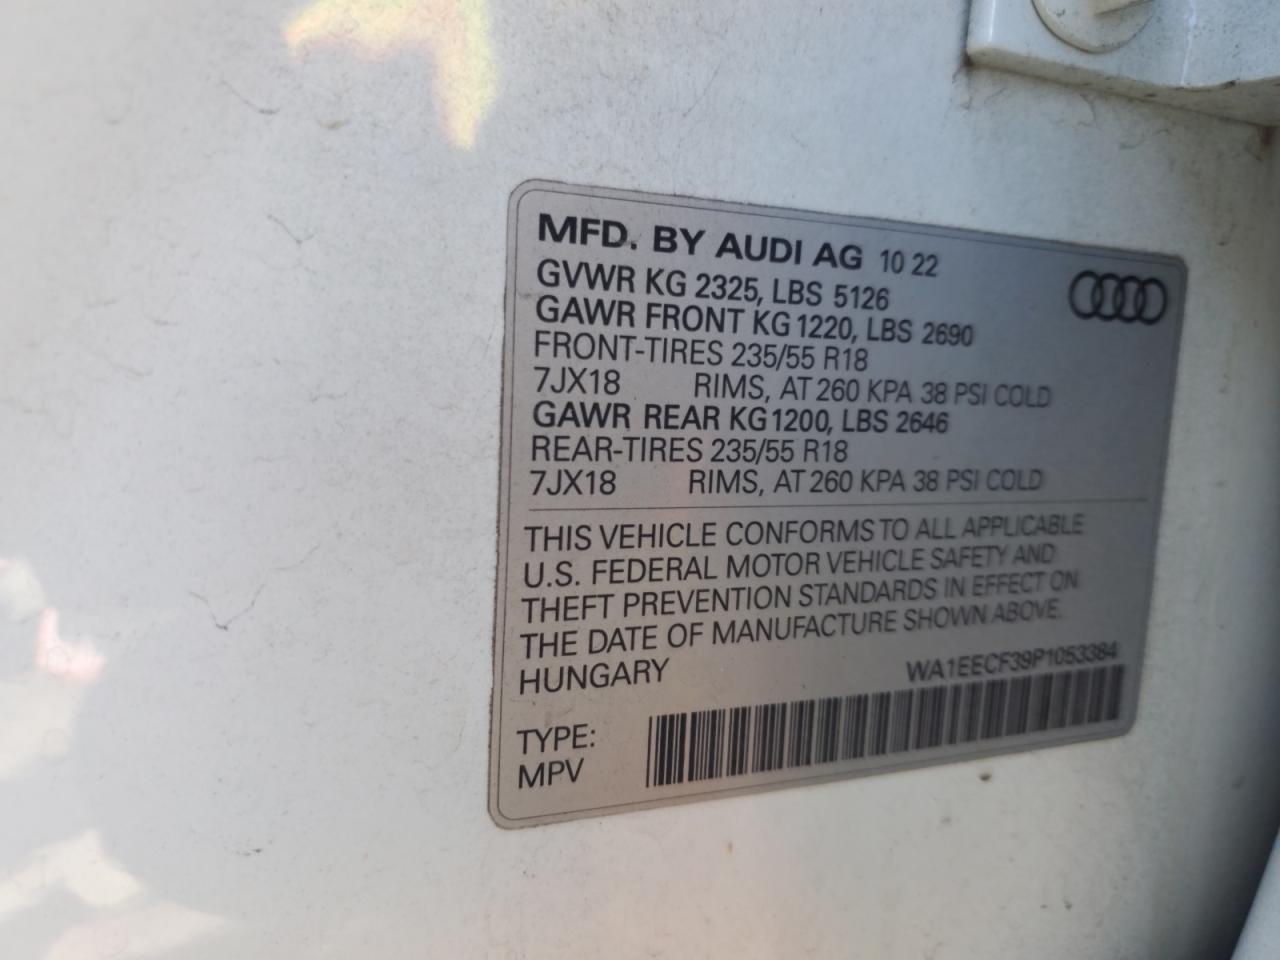 MFD. BY AUDI AG 10 22
GVWR KG 2325, LBS 5126
GAWR FRONT KG 1220, LBS 2690
FRONT-TIRES 235/55 R18
7JX18 RIMS, AT 260 KPA 38 PSI COLD
GAWR REAR KG 1200, LBS 2646
REAR-TIRES 235/55 R18
7JX18 RIMS, AT 260 KPA 38 PSI COLD
THIS VEHICLE CONFORMS TO ALL APPLICABLE
U.S. FEDERAL MOTOR VEHICLE SAFETY AND
THEFT PREVENTION STANDARDS IN EFFECT ON
THE DATE OF MANUFACTURE SHOWN ABOVE.
HUNGARY WA1EECF39P1053384
TYPE:
MPV